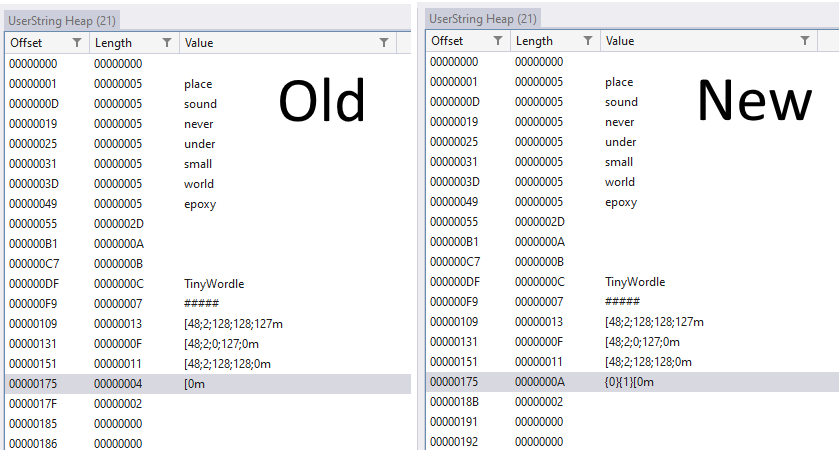 UserString Heap (21)
Offset Length Value
Old
00000000 00000000
00000001 00000005 place
0000000D 00000005 sound
00000019 00000005 never
00000025 00000005 under
00000031 00000005 small
0000003D 00000005 world
00000049 00000005 epoxy
00000055 0000002D
000000B1 0000000A
000000C7 0000000B
000000DF 0000000C TinyWordle
000000F9 00000007 #####
00000109 00000013 [48;2;128;128;127m
00000131 0000000F [48;2;0;127;0m
00000151 00000011 [48;2;128;128;0m
00000175 00000004 [0m
0000017F 00000002
00000185 00000000
00000186 00000000
UserString Heap (21)
Offset Length Value
New
00000000 00000000
00000001 00000005 place
0000000D 00000005 sound
00000019 00000005 never
00000025 00000005 under
00000031 00000005 small
0000003D 00000005 world
00000049 00000005 epoxy
00000055 0000002D
000000B1 0000000A
000000C7 0000000B
000000DF 0000000C TinyWordle
000000F9 00000007 #####
00000109 00000013 [48;2;128;128;127m
00000131 0000000F [48;2;0;127;0m
00000151 00000011 [48;2;128;128;0m
00000175 0000000A {0}{1}[0m
0000018B 00000002
00000191 00000000
00000192 00000000